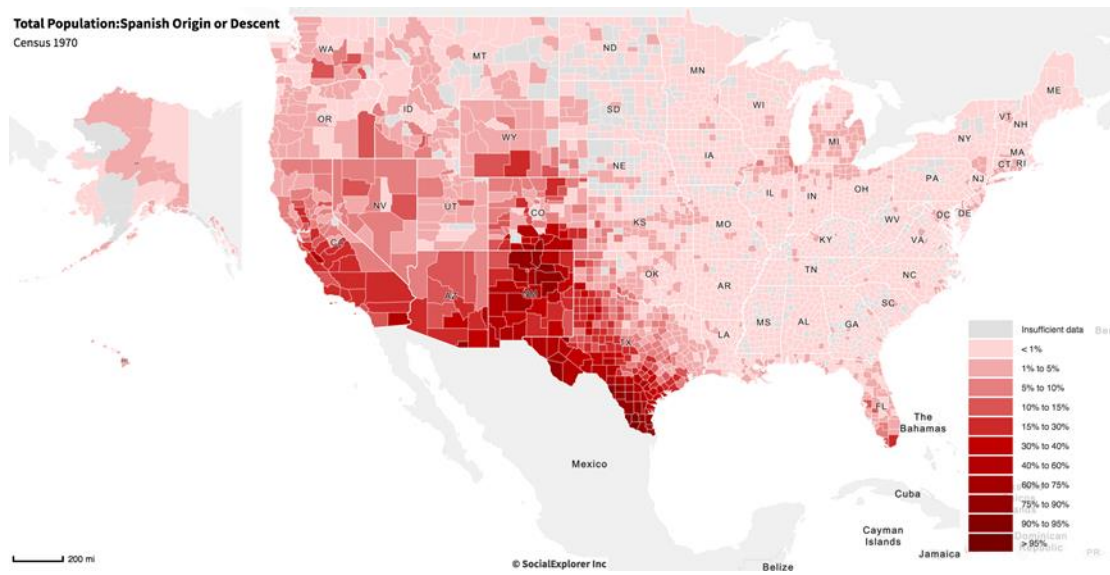 Total Population:Spanish Origin or Descent
Census 1970
WA
MT
ND
MN
ME
OR
ID
SD
WI
VT
NH
WY
MI
NY
MA
CT
RI
NE
IA
PA
NJ
NV
UT
CO
IL
IN
OH
CA
KS
MO
WV
DC
DE
KY
VA
AZ
NM
OK
TN
NC
AR
SC
MS
AL
GA
TX
LA
FL
The
Bahamas
Mexico
Cuba
Cayman
Islands
Jamaica
Belize
Insufficient data
< 1%
1% to 5%
5% to 10%
10% to 15%
15% to 30%
30% to 40%
40% to 60%
60% to 75%
75% to 90%
90% to 95%
> 95%
Dominican
Republic
PR
200 mi
© SocialExplorer Inc